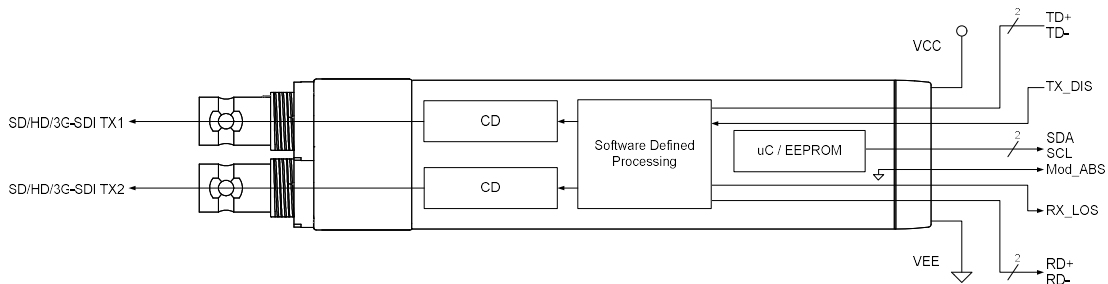 2
TD+
TD-
VCC
TX_DIS
SD/HD/3G-SDI TX1
CD
Software Defined
Processing
uC / EEPROM
2
SDA
SCL
Mod_ABS
SD/HD/3G-SDI TX2
CD
RX_LOS
VEE
2
RD+
RD-